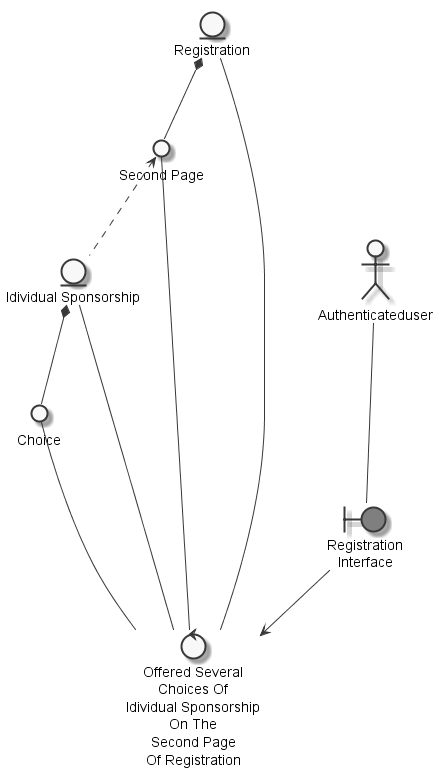 Registration
Second Page
Idividual Sponsorship
Authenticateduser
Choice
Registration
Interface
Offered Several
Choices Of
Idividual Sponsorship
On The
Second Page
Of Registration